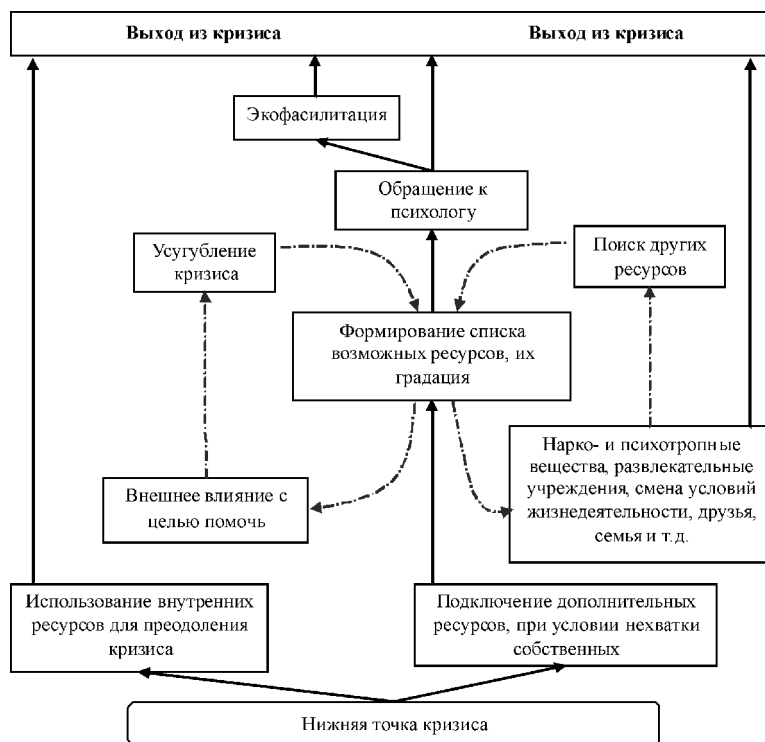 Выход из кризиса
Выход из кризиса
Экофасилитация
Обращение к
психологу
Усугубление
кризиса
Поиск других
ресурсов
Формирование списка
возможных ресурсов, их
градация
Нарко- и психотропные
вещества, развлекательные
учреждения, смена условий
жизнедеятельности, друзья,
семья и т.д.
Внешнее влияние с
целью помочь
Использование внутренних
ресурсов для преодоления
кризиса
Подключение дополнительных
ресурсов, при условии нехватки
собственных
Нижняя точка кризиса